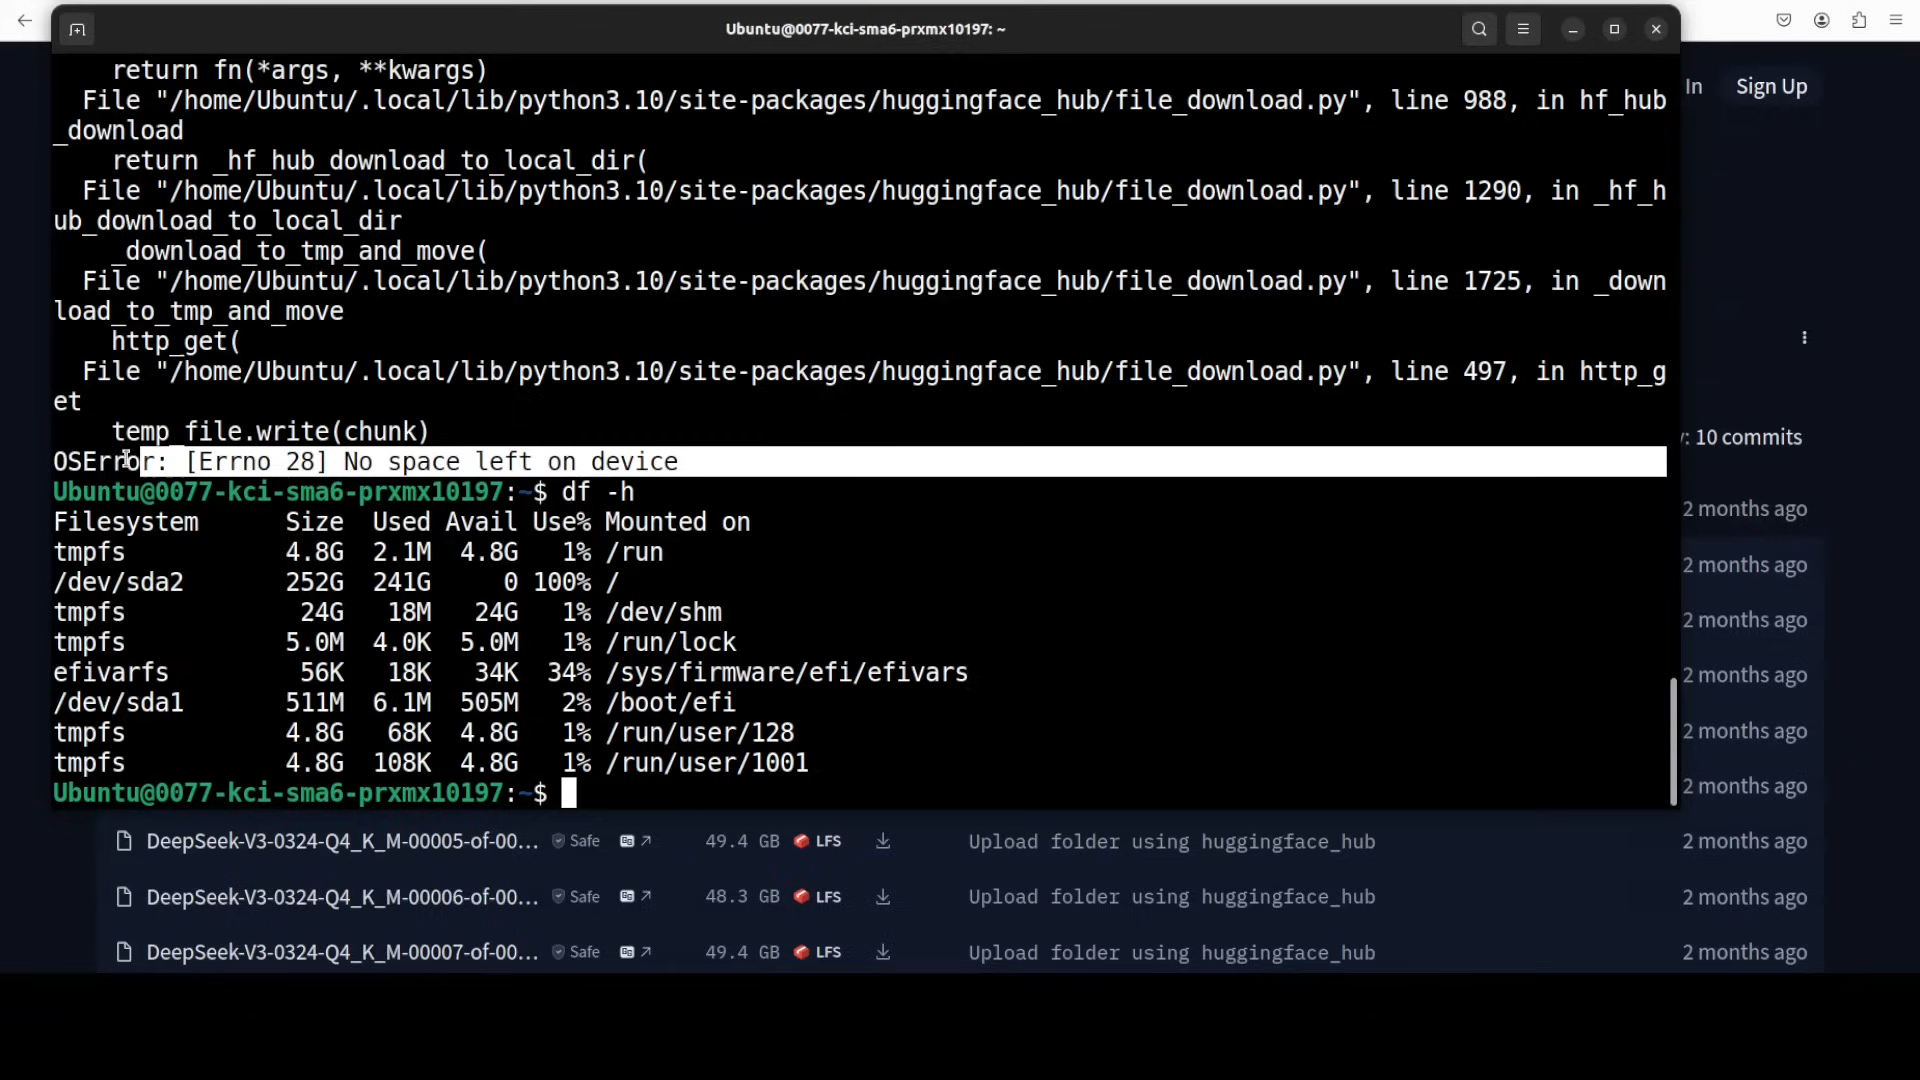 Ubuntu@0077-kci-sma6-prxmx10197: ~
return fn(*args, **kwargs)
File "/home/Ubuntu/.local/lib/python3.10/site-packages/huggingface_hub/file_download.py", line 988, in hf_hub
_download
return _hf_hub_download_to_local_dir(
File "/home/Ubuntu/.local/lib/python3.10/site-packages/huggingface_hub/file_download.py", line 1290, in _hf_h
ub_download_to_local_dir
_download_to_tmp_and_move(
File "/home/Ubuntu/.local/lib/python3.10/site-packages/huggingface_hub/file_download.py", line 1725, in _down
load_to_tmp_and_move
http_get(
File "/home/Ubuntu/.local/lib/python3.10/site-packages/huggingface_hub/file_download.py", line 497, in http_g
et
temp_file.write(chunk)
OSError: [Errno 28] No space left on device
Ubuntu@0077-kci-sma6-prxmx10197:~$ df -h
Filesystem Size Used Avail Use% Mounted on
tmpfs 4.8G 2.1M 4.8G 1% /run
/dev/sda2 252G 241G 0 100% /
tmpfs 24G 18M 24G 1% /dev/shm
tmpfs 5.0M 4.0K 5.0M 1% /run/lock
efivarfs 56K 18K 34K 34% /sys/firmware/efi/efivars
/dev/sda1 511M 6.1M 505M 2% /boot/efi
tmpfs 4.8G 68K 4.8G 1% /run/user/128
tmpfs 4.8G 108K 4.8G 1% /run/user/1001
Ubuntu@0077-kci-sma6-prxmx10197:~$
In Sign Up
y: 10 commits
2 months ago
2 months ago
2 months ago
2 months ago
2 months ago
2 months ago
DeepSeek-V3-0324-Q4_K_M-00005-of-00... Safe 49.4 GB LFS Upload folder using huggingface_hub 2 months ago
DeepSeek-V3-0324-Q4_K_M-00006-of-00... Safe 48.3 GB LFS Upload folder using huggingface_hub 2 months ago
DeepSeek-V3-0324-Q4_K_M-00007-of-00... Safe 49.4 GB LFS Upload folder using huggingface_hub 2 months ago